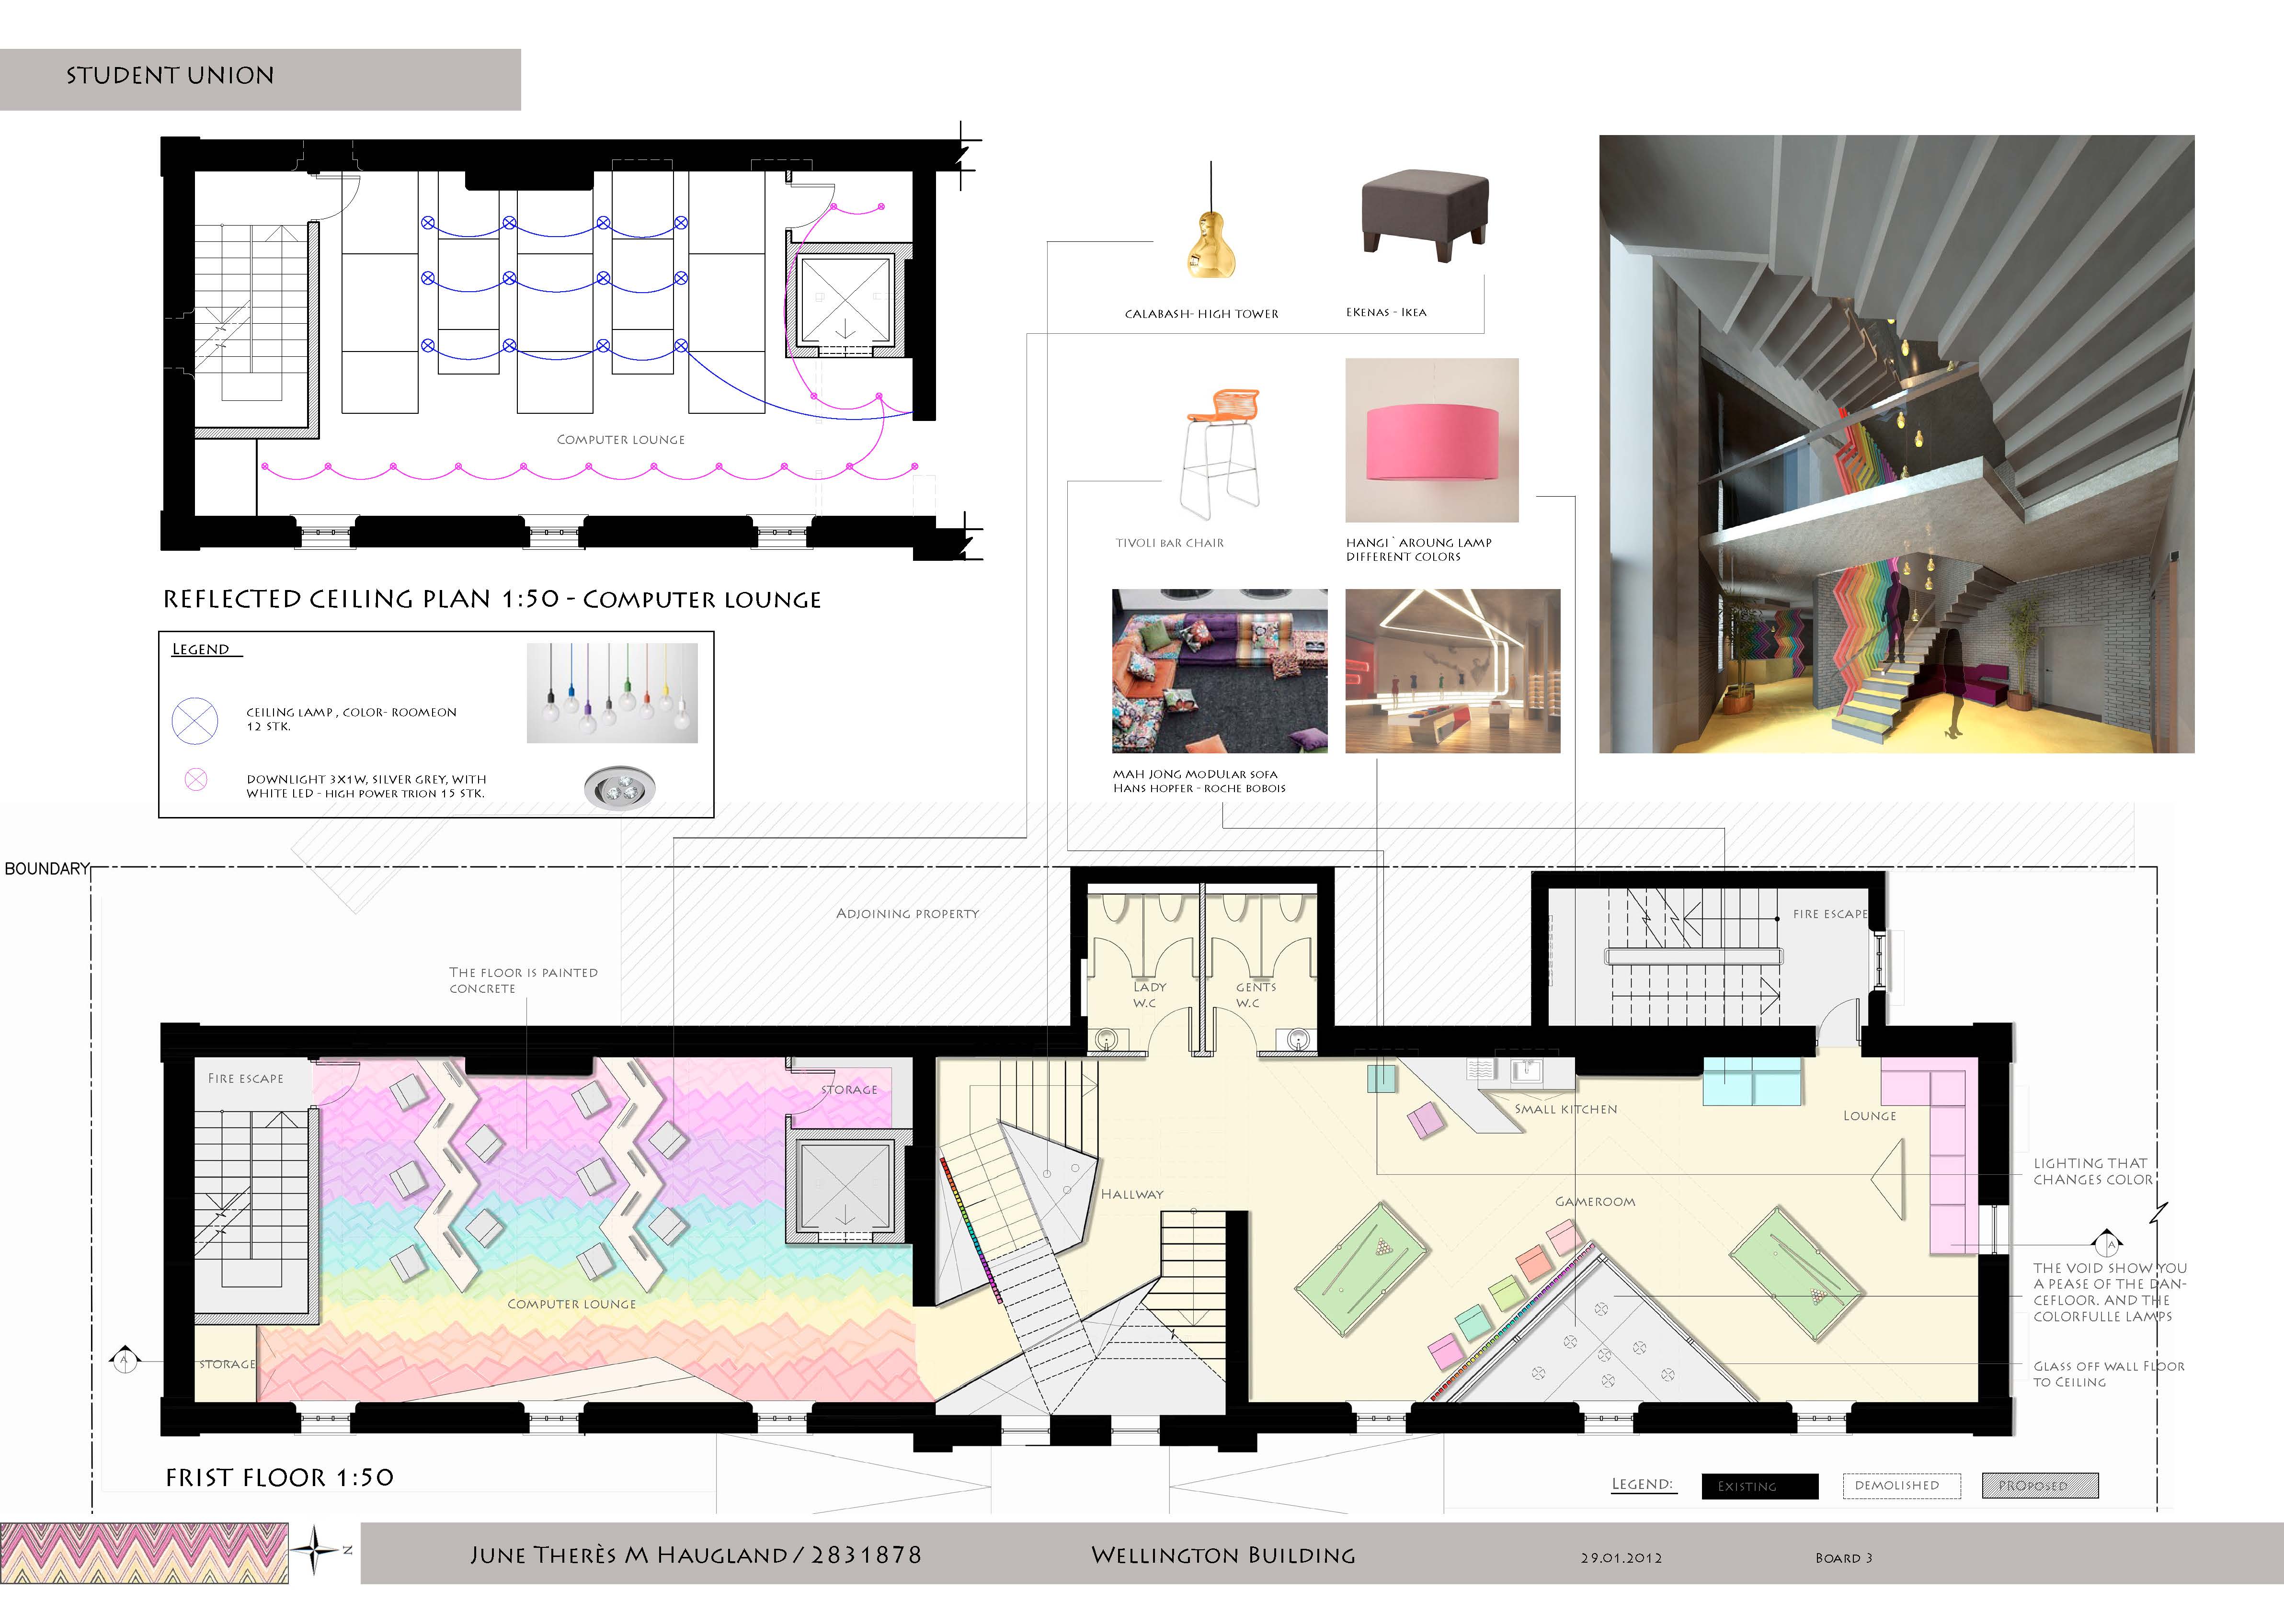 STUDENT UNION
COMPUTER LOUNGE
REFLECTED CEILING PLAN 1:50 - COMPUTER LOUNGE
LEGEND
CEILING LAMP , COLOR- ROOMEON
12 STK.
DOWNLIGHT 3X1W, SILVER GREY, WITH
WHITE LED - HIGH POWER TRION 15 STK.
CALABASH- HIGH TOWER
EKENAS - IKEA
TIVOLI BAR CHAIR
HANGI`AROUNG LAMP
DIFFERENT COLORS
MAH JONG MODULAR SOFA
HANS HOPFER - ROCHE BOBOIS
BOUNDARY
ADJOINING PROPERTY
THE FLOOR IS PAINTED
CONCRETE
LADY
W.C
GENTS
W.C
FIRE ESCAPE
FIRE ESCAPE
STORAGE
SMALL KITCHEN
LOUNGE
HALLWAY
GAMEROOM
COMPUTER LOUNGE
STORAGE
A
LIGHTING THAT
CHANGES COLOR
A
THE VOID SHOW YOU
A PEASE OF THE DAN-
CEFLOOR. AND THE
COLORFULLE LAMPS
GLASS OFF WALL FLOOR
TO CEILING
FRIST FLOOR 1:50
LEGEND:
EXISTING
DEMOLISHED
PROPOSED
N
JUNE THERÈS M HAUGLAND / 2831878
WELLINGTON BUILDING
29.01.2012
BOARD 3